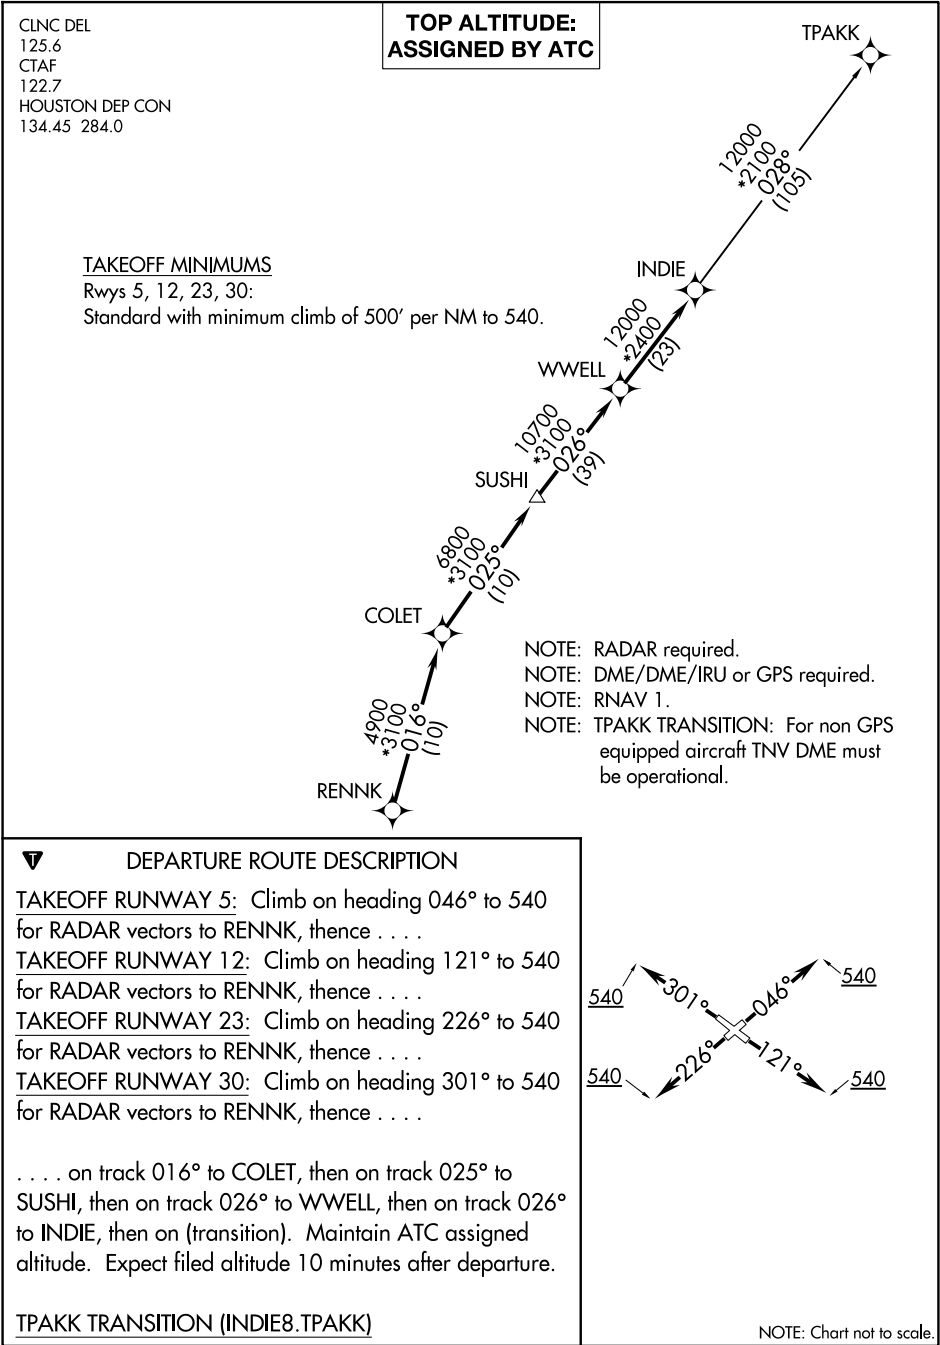 CLNC DEL
125.6
CTAF
122.7
HOUSTON DEP CON
134.45 284.0
TOP ALTITUDE:
ASSIGNED BY ATC
TPAKK
12000
*2100
028°
(105)
TAKEOFF MINIMUMS
Rwys 5, 12, 23, 30:
Standard with minimum climb of 500' per NM to 540.
INDIE
12000
*2400
(23)
WWELL
10700
*3100
026°
(39)
SUSHI
6800
*3100
025°
(10)
COLET
4900
*3100
016°
(10)
RENNK
NOTE: RADAR required.
NOTE: DME/DME/IRU or GPS required.
NOTE: RNAV 1.
NOTE: TPAKK TRANSITION: For non GPS
equipped aircraft TNV DME must
be operational.
T
DEPARTURE ROUTE DESCRIPTION
TAKEOFF RUNWAY 5: Climb on heading 046° to 540
for RADAR vectors to RENNK, thence . . . .
TAKEOFF RUNWAY 12: Climb on heading 121° to 540
for RADAR vectors to RENNK, thence . . . .
TAKEOFF RUNWAY 23: Climb on heading 226° to 540
for RADAR vectors to RENNK, thence . . . .
TAKEOFF RUNWAY 30: Climb on heading 301° to 540
for RADAR vectors to RENNK, thence . . . .
. . . . on track 016° to COLET, then on track 025° to
SUSHI, then on track 026° to WWELL, then on track 026°
to INDIE, then on (transition). Maintain ATC assigned
altitude. Expect filed altitude 10 minutes after departure.
TPAKK TRANSITION (INDIE8.TPAKK)
540
301°
046°
540
540
226°
121°
540
NOTE: Chart not to scale.